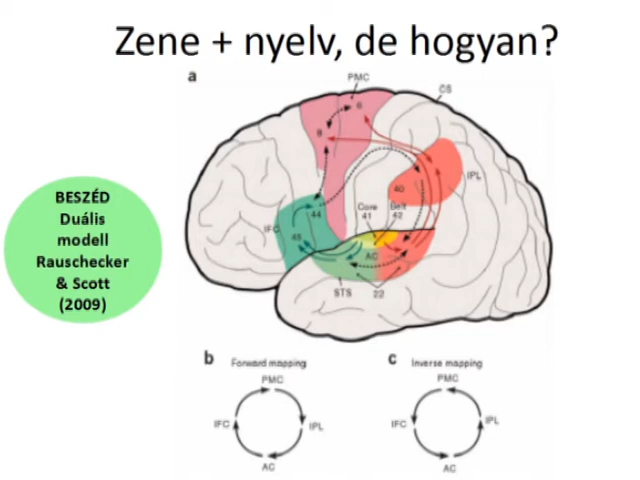 Zene + nyelv, de hogyan?
a
PMC
CS
6
8
IPL
40
BESZÉD
Duális
modell
Rauschecker
& Scott
(2009)
44
Core
41
Belt
42
IFC
45
AC
STS
22
b
Forward mapping
PMC
IFC
IPL
AC
c
Inverse mapping
PMC
IFC
IPL
AC